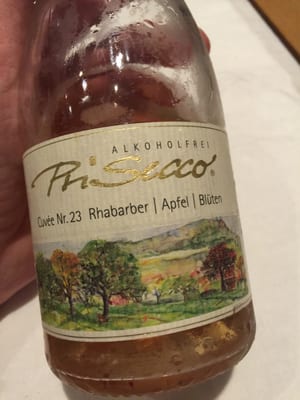 ALKOHOLFREI
PriSecco®
Cuvée Nr. 23 Rhabarber | Apfel | Blüten